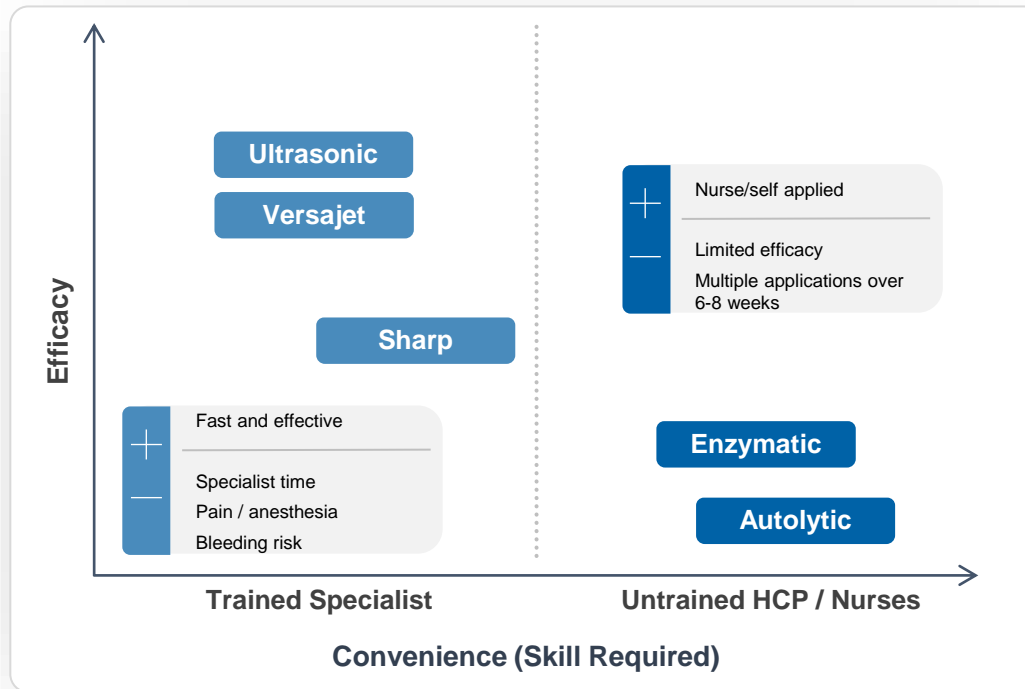 Efficacy
Ultrasonic
Versajet
Sharp
+
Fast and effective
—
Specialist time
Pain / anesthesia
Bleeding risk
+
Nurse/self applied
—
Limited efficacy
Multiple applications over
6-8 weeks
Enzymatic
Autolytic
Trained Specialist
Untrained HCP / Nurses
Convenience (Skill Required)